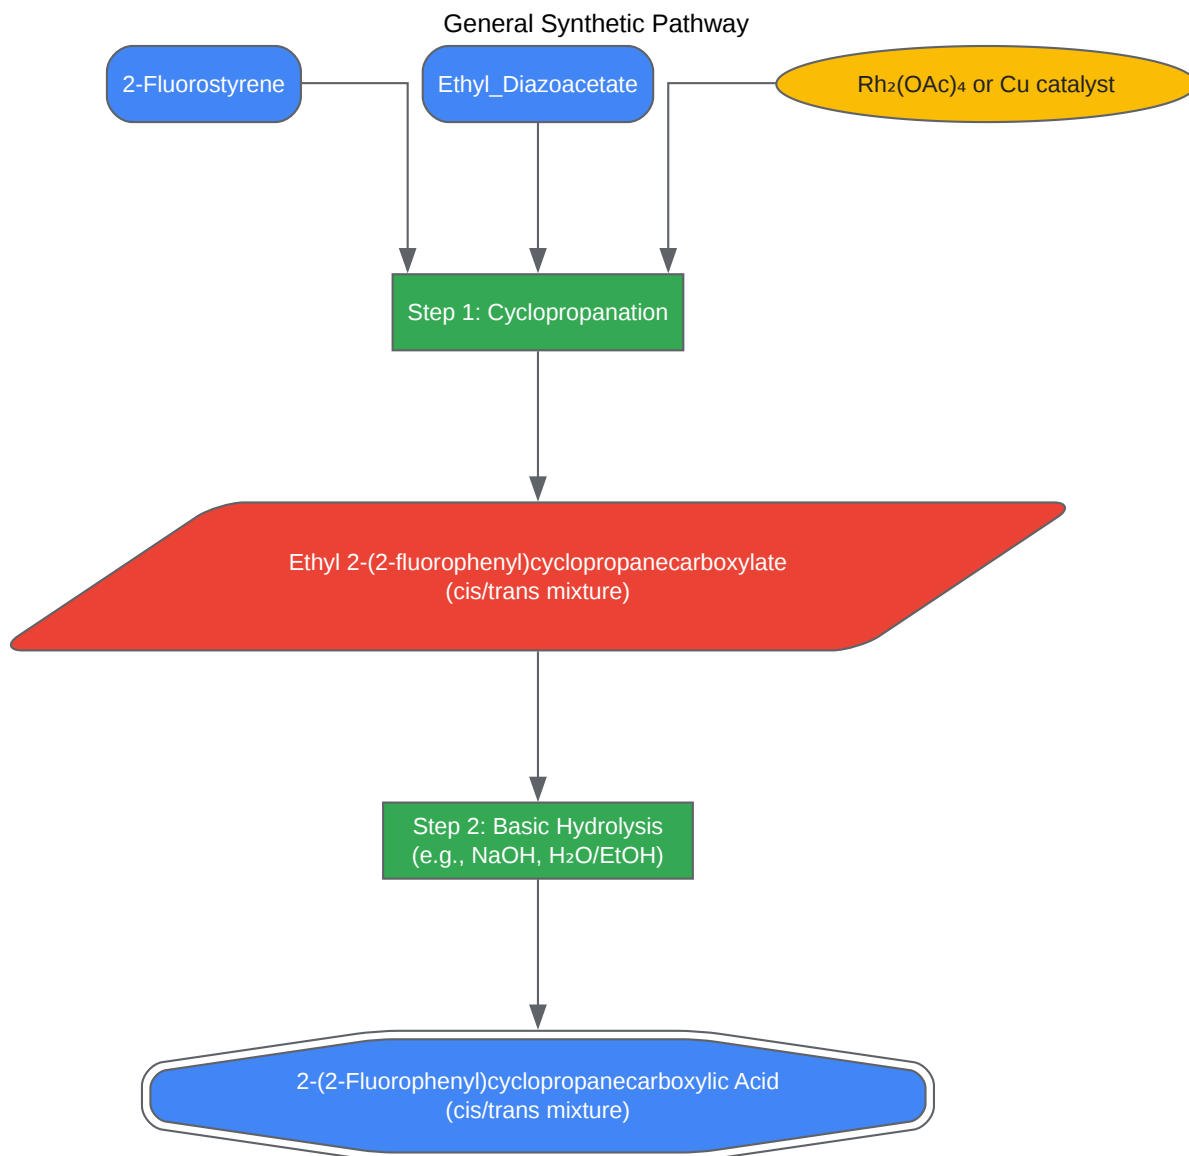 General Synthetic Pathway
2-Fluorostyrene
Ethyl_Diazoacetate
Rh₂(OAc)₄ or Cu catalyst
Step 1: Cyclopropanation
Ethyl 2-(2-fluorophenyl)cyclopropanecarboxylate
(cis/trans mixture)
Step 2: Basic Hydrolysis
(e.g., NaOH, H₂O/EtOH)
2-(2-Fluorophenyl)cyclopropanecarboxylic Acid
(cis/trans mixture)